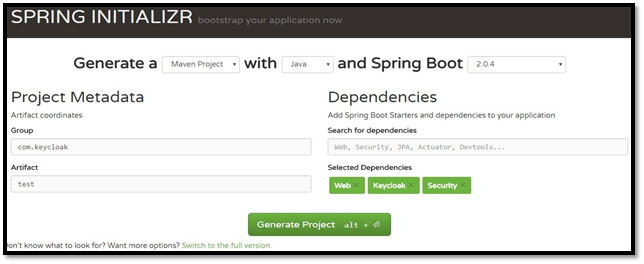 SPRING INITIALIZR bootstrap your application now
Generate a Maven Project with Java and Spring Boot 2.0.4
Project Metadata
Artifact coordinates
Group
com.keycloak
Artifact
test
Dependencies
Add Spring Boot Starters and dependencies to your application
Search for dependencies
Web, Security, JPA, Actuator, Devtools...
Selected Dependencies
Web × Keycloak × Security ×
Generate Project alt + ⏎
Don't know what to look for? Want more options? Switch to the full version.